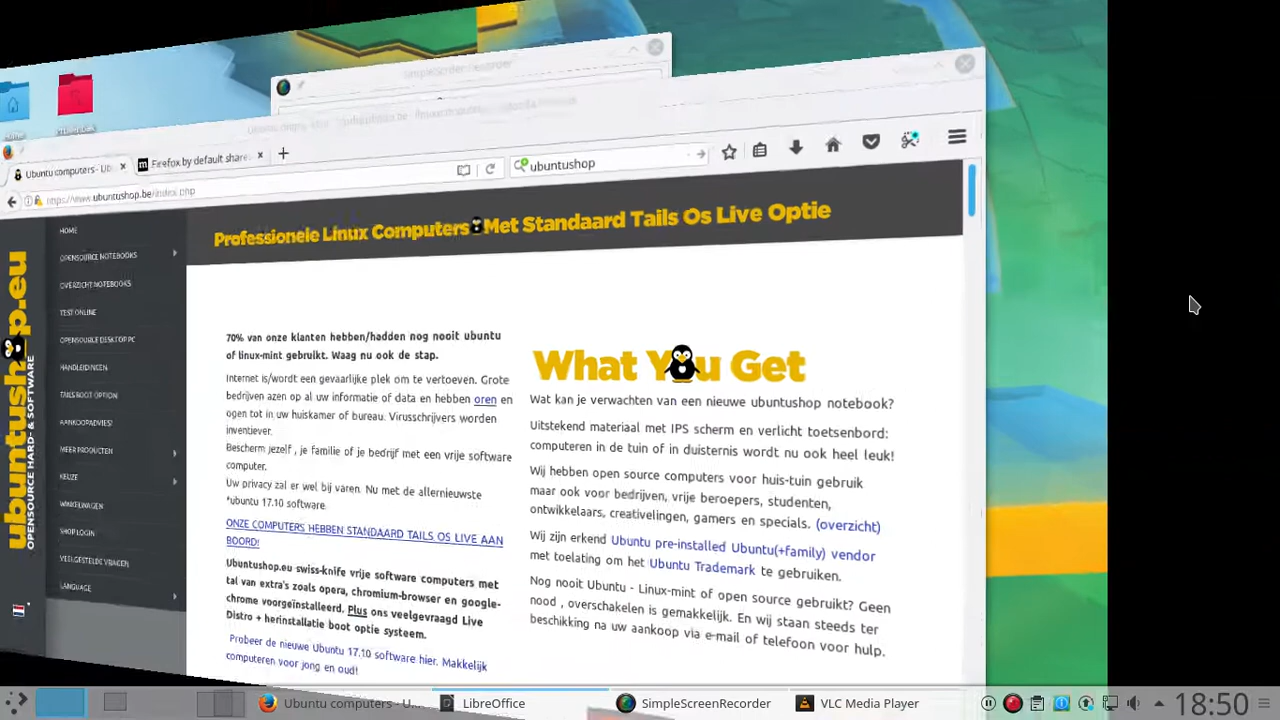 SimpleScreenRecorder
Ubuntu computers - Ub
Firefox by default share
https://www.ubuntushop.be/index.php
ubuntushop
Professionele Linux Computers Met Standaard Tails Os Live Optie
ubuntushop.eu
OPENSOURCE HARD- & SOFTWARE
HOME
OPENSOURCE NOTEBOOKS
OVERZICHT NOTEBOOKS
TEST ONLINE
OPENSOURCE DESKTOP PC
HANDLEIDINGEN
TAILS BOOT OPTION
AANKOOPADVIES?
MEER PRODUCTEN
KEUZE
WINKELWAGEN
SHOP LOGIN
VEELGESTELDE VRAGEN
LANGUAGE
70% van onze klanten hebben/hadden nog nooit ubuntu
of linux-mint gebruikt. Waag nu ook de stap.
Internet is/wordt een gevaarlijke plek om te vertoeven. Grote
bedrijven azen op al uw informatie of data en hebben oren en
ogen tot in uw huiskamer of bureau. Virusschrijvers worden
inventiever.
Bescherm jezelf , je familie of je bedrijf met een vrije software
computer.
Uw privacy zal er wel bij varen. Nu met de allernieuwste
*ubuntu 17.10 software.
ONZE COMPUTERS HEBBEN STANDAARD TAILS OS LIVE AAN
BOORD!
Ubuntushop.eu swiss-knife vrije software computers met
tal van extra's zoals opera, chromium-browser en google-
chrome voorgeïnstalleerd. Plus ons veelgevraagd Live
Distro + herinstallatie boot optie systeem.
Probeer de nieuwe Ubuntu 17.10 software hier. Makkelijk
computeren voor jong en oud!
What You Get
Wat kan je verwachten van een nieuwe ubuntushop notebook?
Uitstekend materiaal met IPS scherm en verlicht toetsenbord:
computeren in de tuin of in duisternis wordt nu ook heel leuk!
Wij hebben open source computers voor huis-tuin gebruik
maar ook voor bedrijven, vrije beroepers, studenten,
ontwikkelaars, creativelingen, gamers en specials. (overzicht)
Wij zijn erkend Ubuntu pre-installed Ubuntu(+family) vendor
met toelating om het Ubuntu Trademark te gebruiken.
Nog nooit Ubuntu - Linux-mint of open source gebruikt? Geen
nood , overschakelen is gemakkelijk. En wij staan steeds ter
beschikking na uw aankoop via e-mail of telefoon voor hulp.
Ubuntu computers - U...
LibreOffice
SimpleScreenRecorder
VLC Media Player
18:50